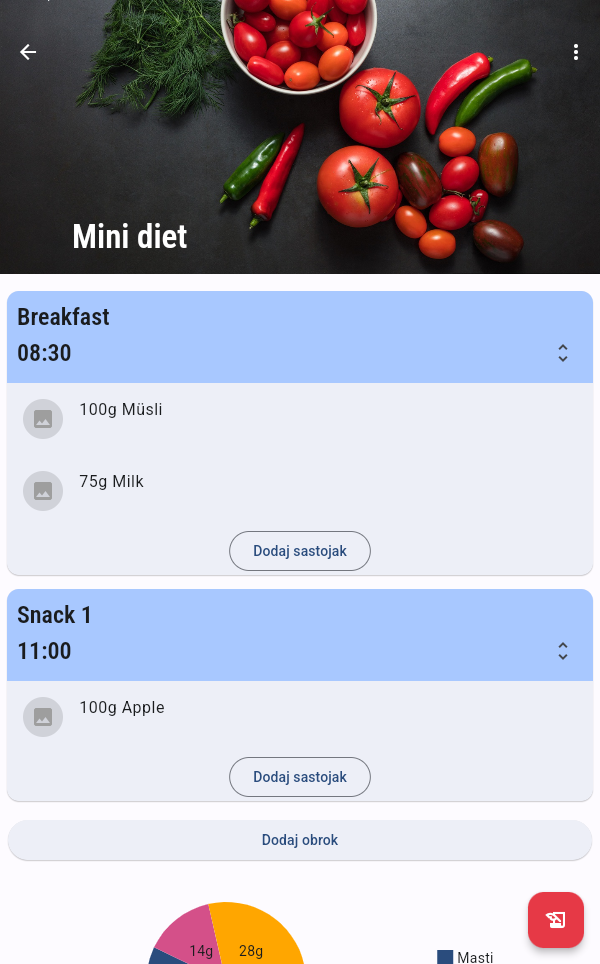 Mini diet
Breakfast
08:30
100g Müsli
75g Milk
Dodaj sastojak
Snack 1
11:00
100g Apple
Dodaj sastojak
Dodaj obrok
14g 28g
Masti